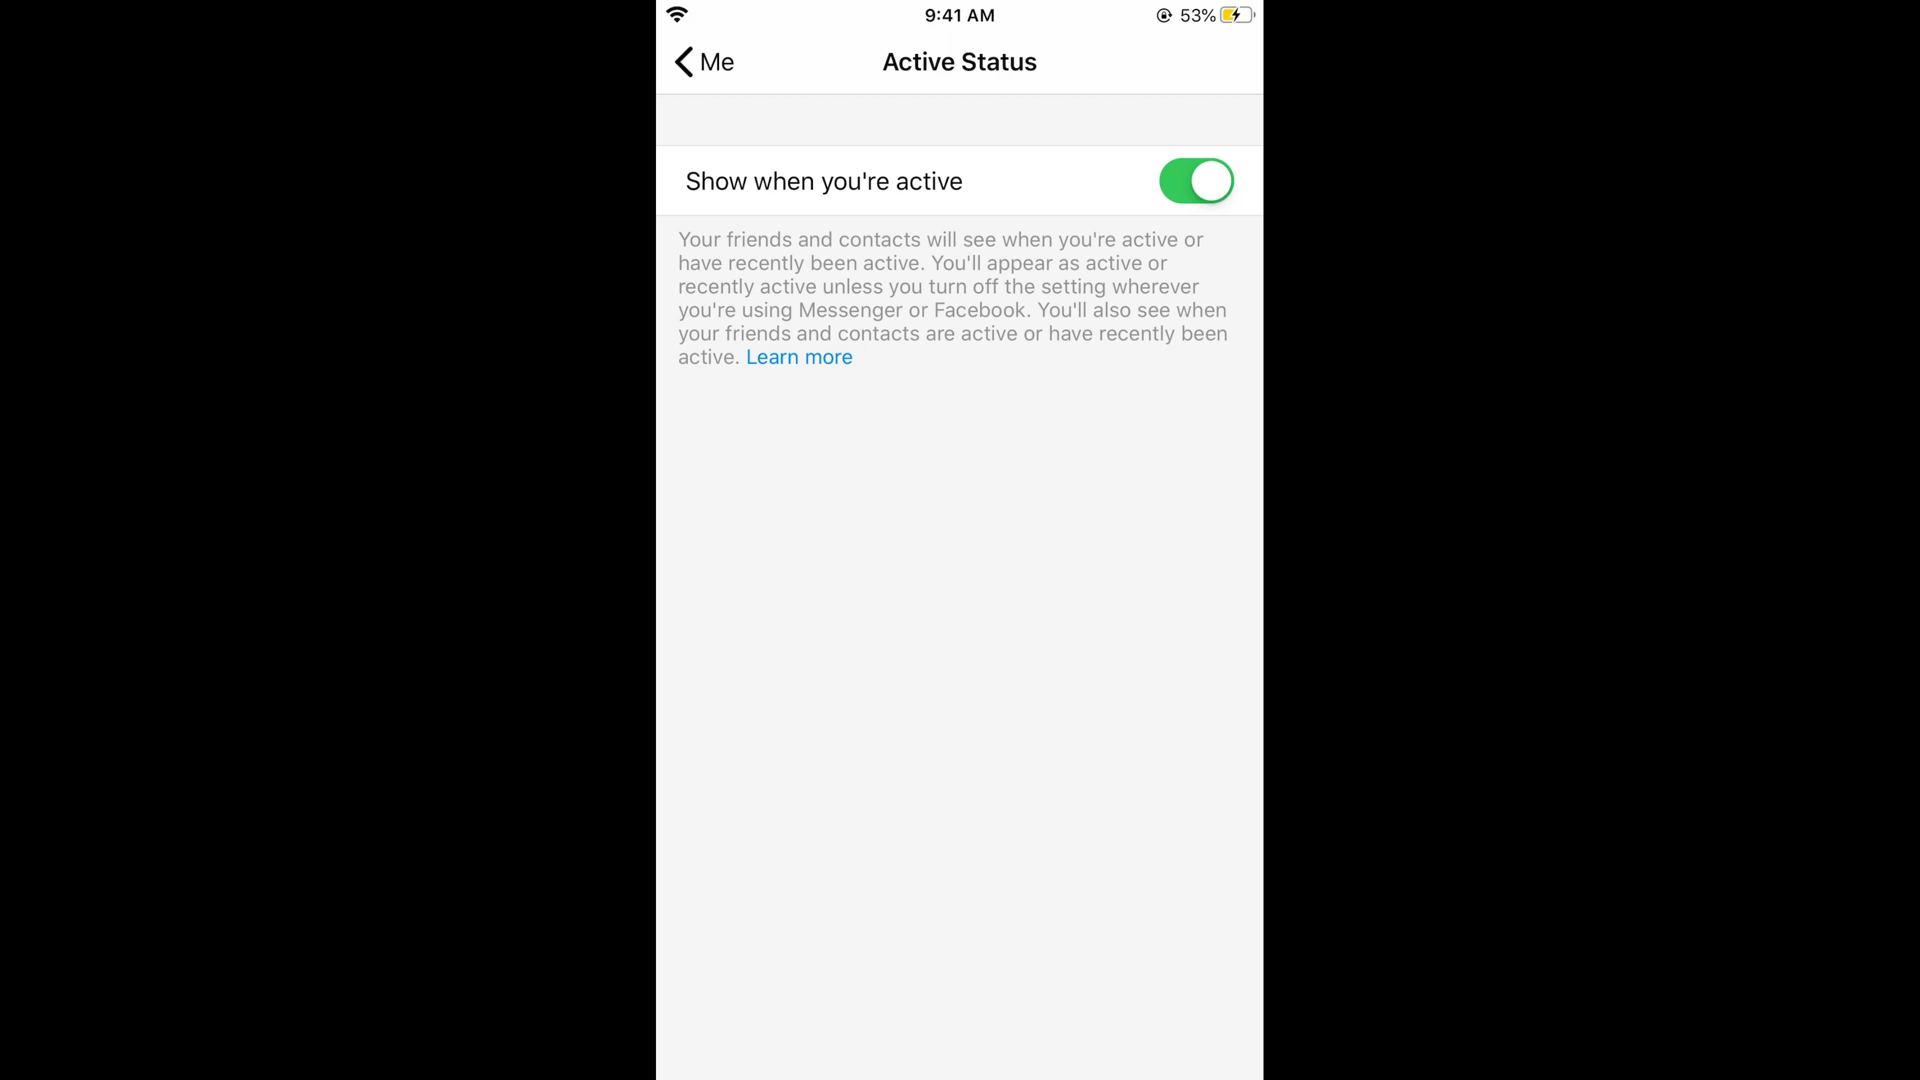 9:41 AM
53%
Me
Active Status
Show when you're active
Your friends and contacts will see when you're active or
have recently been active. You'll appear as active or
recently active unless you turn off the setting wherever
you're using Messenger or Facebook. You'll also see when
your friends and contacts are active or have recently been
active. Learn more